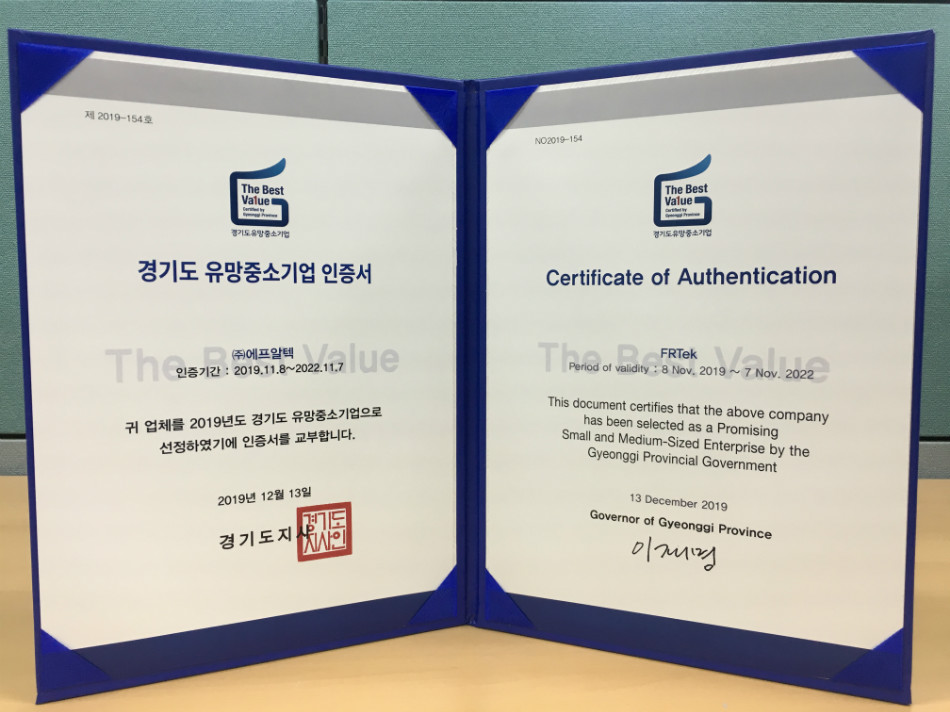 제 2019-154호
The Best
Value
Certified by
Gyeonggi Province
경기도유망중소기업
경기도 유망중소기업 인증서
The Best Value
(주)에프알텍
인증기간 : 2019.11.8~2022.11.7
귀 업체를 2019년도 경기도 유망중소기업으로
선정하였기에 인증서를 교부합니다.
2019년 12월 13일
경기도지사
경기도
지사인
NO2019-154
The Best
Value
Certified by
Gyeonggi Province
경기도유망중소기업
Certificate of Authentication
The Best Value
FRTek
Period of validity : 8 Nov. 2019 ~ 7 Nov. 2022
This document certifies that the above company
has been selected as a Promising
Small and Medium-Sized Enterprise by the
Gyeonggi Provincial Government
13 December 2019
Governor of Gyeonggi Province
이재명